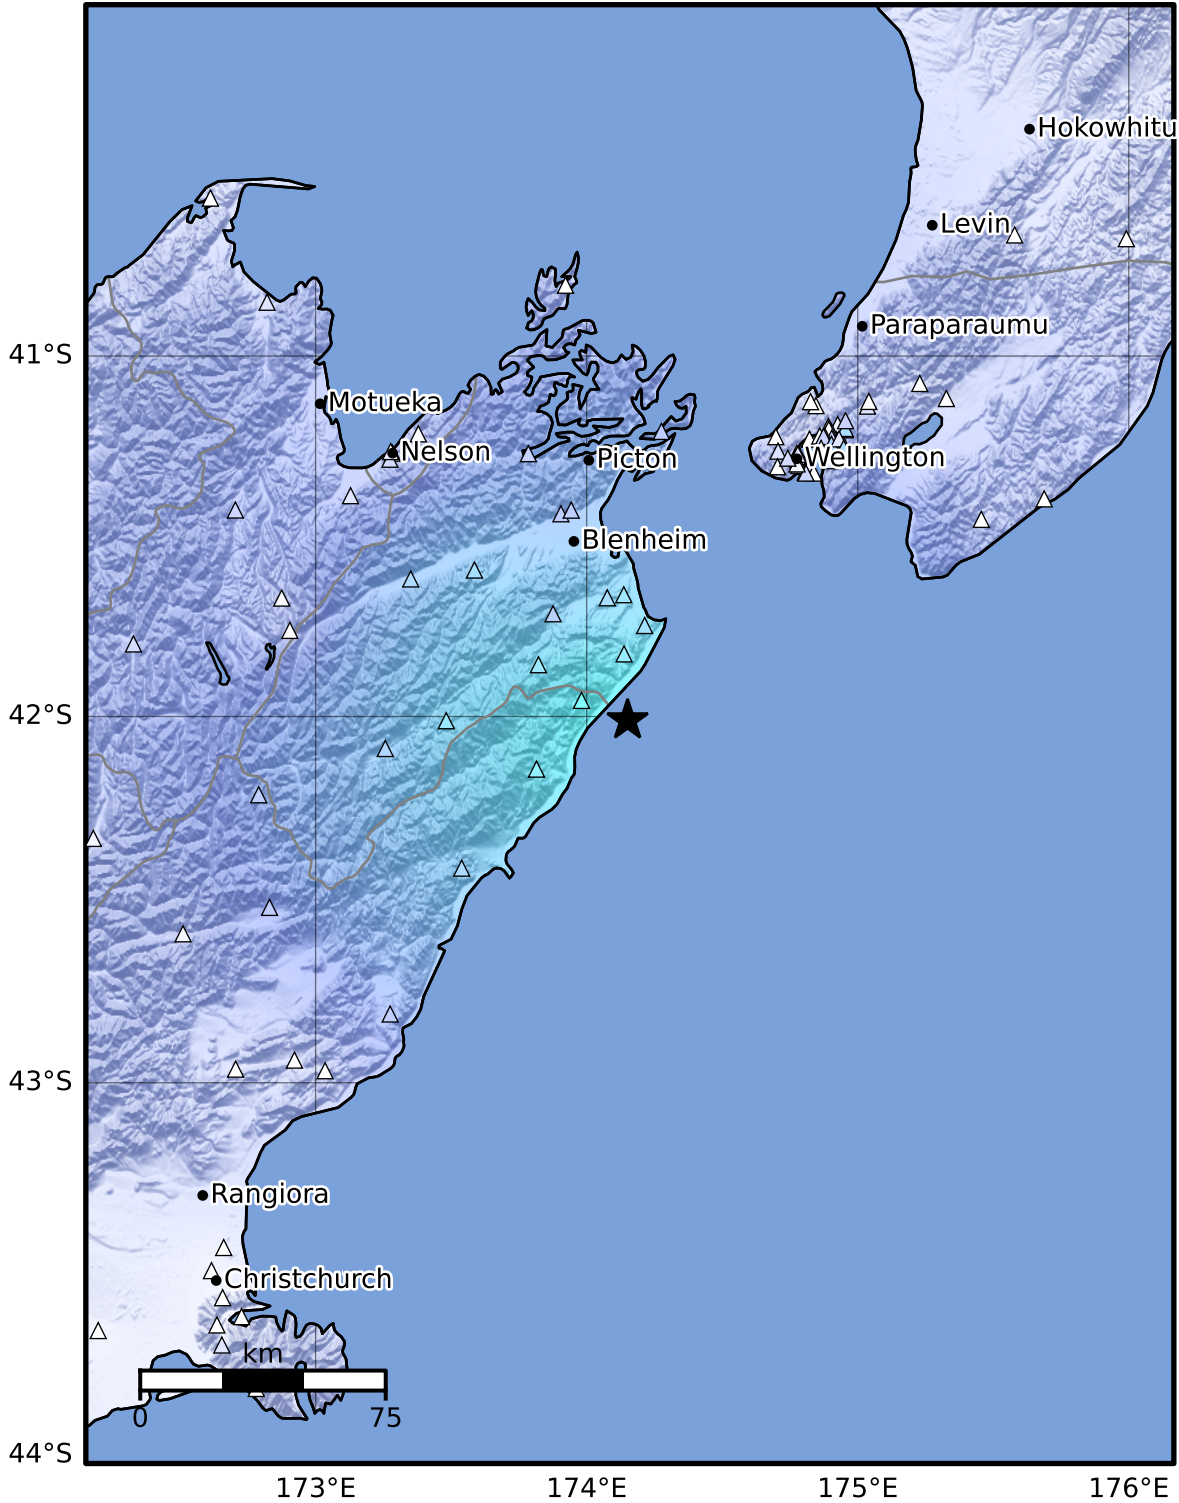 Hokowhitu
Levin
Paraparaumu
41°S
Motueka
Nelson
Picton
Wellington
Blenheim
42°S
43°S
Rangiora
Christchurch
km
0 75
44°S
173°E 174°E 175°E 176°E